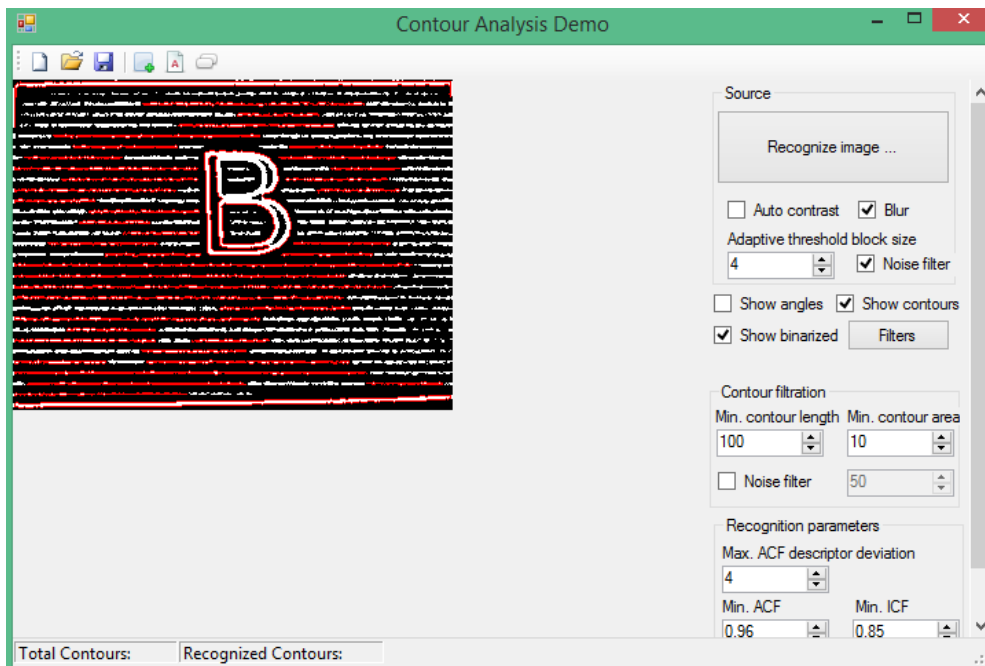 Contour Analysis Demo
A
B
Source
Recognize image ...
Auto contrast Blur
Adaptive threshold block size
4 Noise filter
Show angles Show contours
Show binarized Filters
Contour filtration
Min. contour length Min. contour area
100 10
Noise filter 50
Recognition parameters
Max. ACF descriptor deviation
4
Min. ACF Min. ICF
0.96 0.85
Total Contours: Recognized Contours: